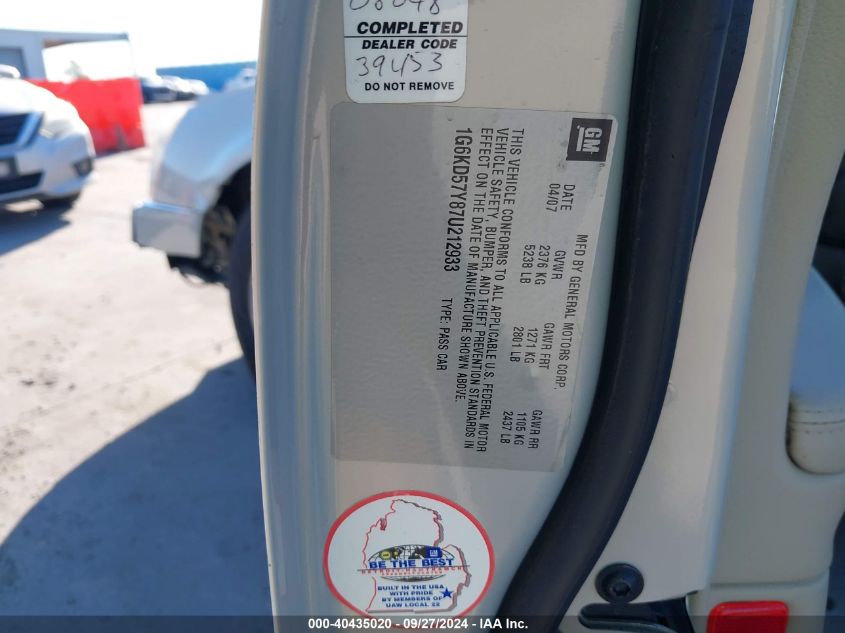 08048
COMPLETED
DEALER CODE
39453
DO NOT REMOVE
GM
MFD BY GENERAL MOTORS CORP.
DATE GVWR GAWR FRT GAWR RR
04/07 2376 KG 1271 KG 1105 KG
5238 LB 2801 LB 2437 LB
THIS VEHICLE CONFORMS TO ALL APPLICABLE U.S. FEDERAL MOTOR
VEHICLE SAFETY, BUMPER, AND THEFT PREVENTION STANDARDS IN
EFFECT ON THE DATE OF MANUFACTURE SHOWN ABOVE.
1G6KD57Y87U212933 TYPE: PASS CAR
GM
BE THE BEST
DETROIT-HAMTRAMCK
BUILT IN THE USA
WITH PRIDE
BY MEMBERS OF
UAW LOCAL 22
000-40435020 - 09/27/2024 - IAA Inc.